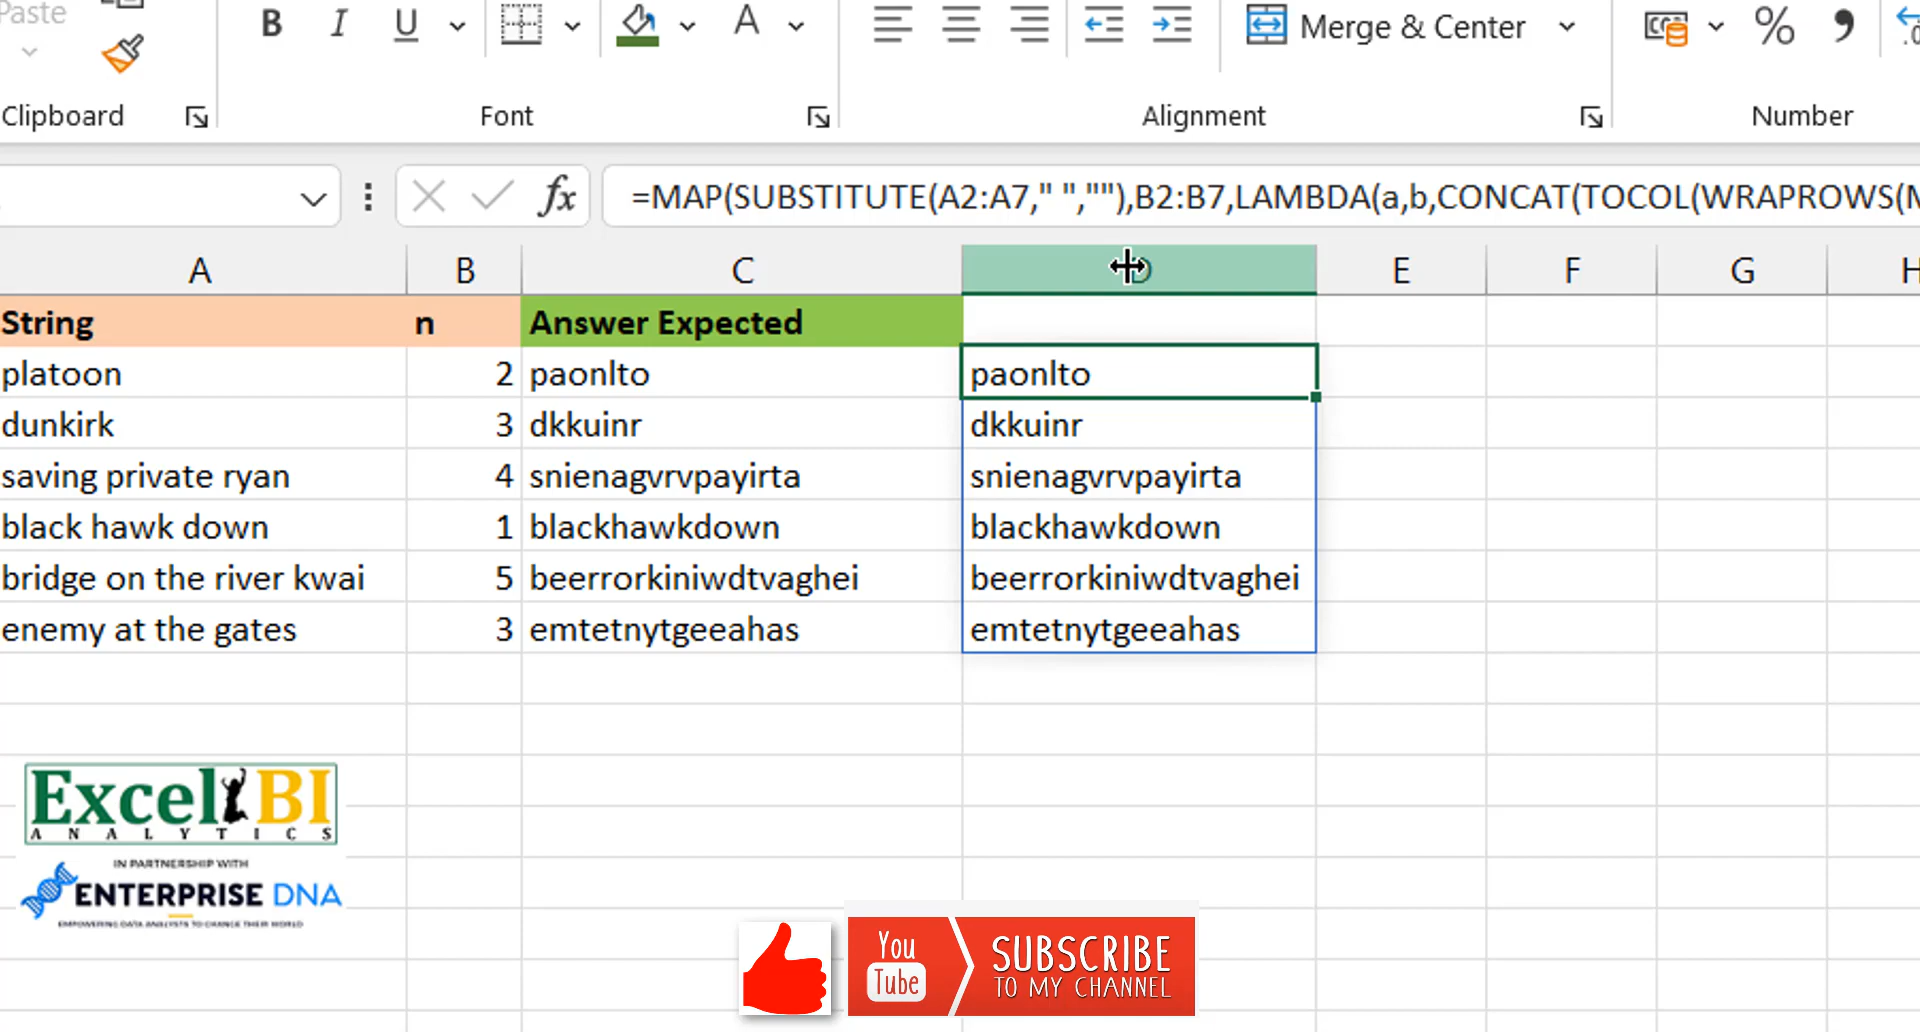 Paste
B I U A Merge & Center % 9
Clipboard Font Alignment Number
fx =MAP(SUBSTITUTE(A2:A7," ",""),B2:B7,LAMBDA(a,b,CONCAT(TOCOL(WRAPROWS(M
A B C D E F G H
String n Answer Expected
platoon 2 paonlto paonlto
dunkirk 3 dkkuinr dkkuinr
saving private ryan 4 snienagvrvpayirta snienagvrvpayirta
black hawk down 1 blackhawkdown blackhawkdown
bridge on the river kwai 5 beerrorkiniwdtvaghei beerrorkiniwdtvaghei
enemy at the gates 3 emtetnytgeeahas emtetnytgeeahas
Excel BI
ANALYTICS
IN PARTNERSHIP WITH
ENTERPRISE DNA
EMPOWERING DATA ANALYSTS TO CHANGE THEIR WORLD
You Tube
SUBSCRIBE
TO MY CHANNEL